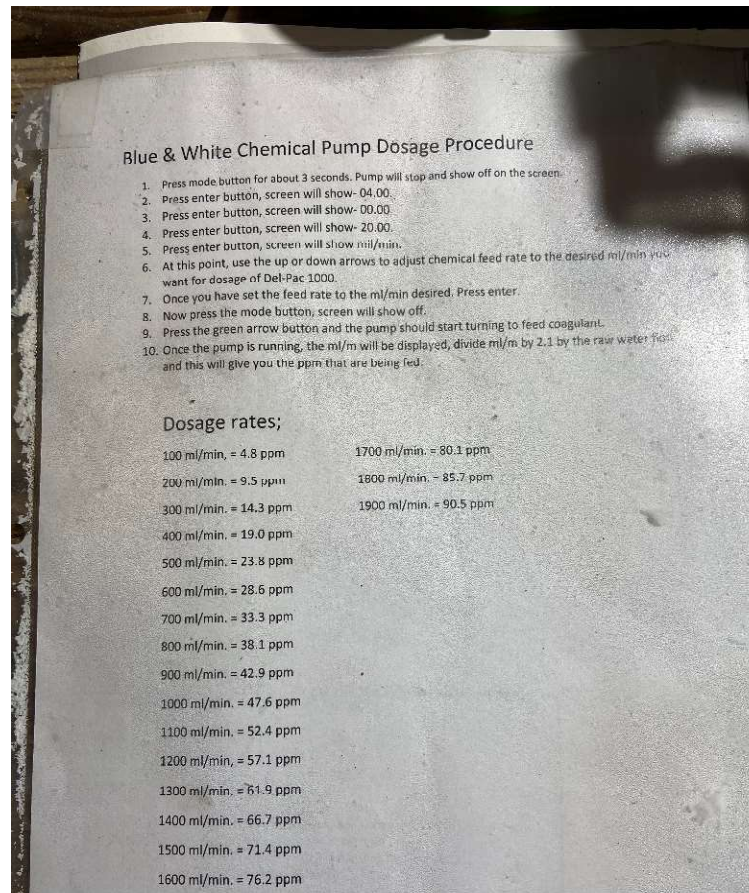 Blue & White Chemical Pump Dosage Procedure
1. Press mode button for about 3 seconds. Pump will stop and show off on the screen.
2. Press enter button, screen will show- 04.00.
3. Press enter button, screen will show- 00.00
4. Press enter button, screen will show- 20.00.
5. Press enter button, screen will show mil/min.
6. At this point, use the up or down arrows to adjust chemical feed rate to the desired ml/min you
want for dosage of Del-Pac 1000.
7. Once you have set the feed rate to the ml/min desired. Press enter.
8. Now press the mode button, screen will show off.
9. Press the green arrow button and the pump should start turning to feed coagulant.
10. Once the pump is running, the ml/m will be displayed, divide ml/m by 2.1 by the raw water
and this will give you the ppm that are being fed.
Dosage rates;
100 ml/min, = 4.8 ppm
200 ml/min. = 9.5 ppm
300 ml/min. = 14.3 ppm
400 ml/min. = 19.0 ppm
500 ml/min. = 23.8 ppm
600 ml/min. = 28.6 ppm
700 ml/min. = 33.3 ppm
800 ml/min. = 38.1 ppm
900 ml/min. = 42.9 ppm
1000 ml/min. = 47.6 ppm
1100 ml/min. = 52.4 ppm
1200 ml/min, = 57.1 ppm
1300 ml/min. = 61.9 ppm
1400 ml/min. = 66.7 ppm
1500 ml/min. = 71.4 ppm
1600 ml/min. = 76.2 ppm
1700 ml/min. = 80.1 ppm
1800 ml/min. = 85.7 ppm
1900 ml/min. = 90.5 ppm